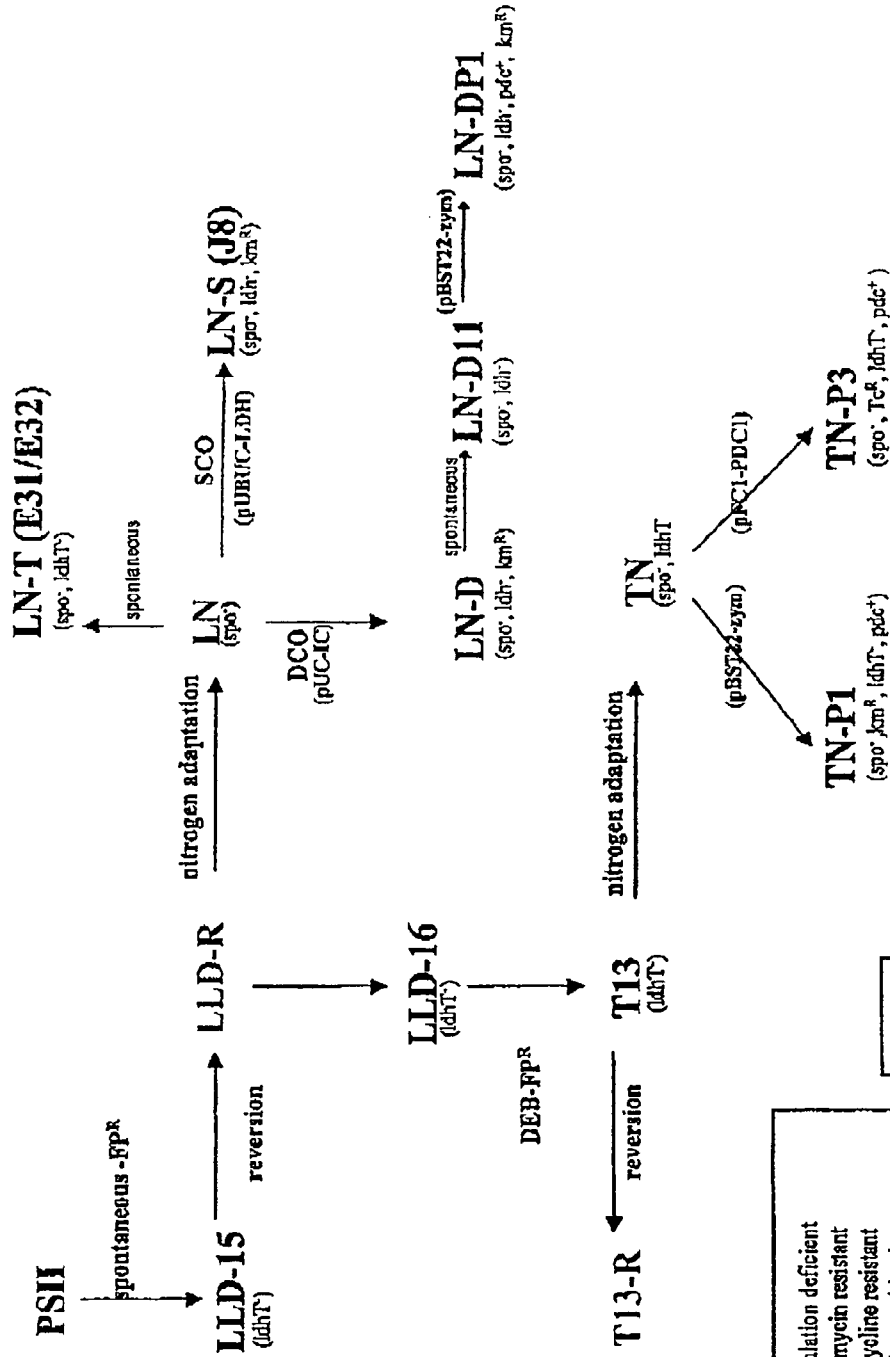 PSII
spontaneous -FP^R
LLD-15
(ldhT⁻)
reversion
LLD-R
nitrogen adaptation
LN
(spo⁻)
spontaneous
LN-T (E31/E32)
(spo⁻, ldhT⁻)
SCO
(pUBUC-LDH)
LN-S (J8)
(spo⁻, ldh⁻, km^R)
DCO
(pUC-IC)
LN-D
(spo⁻, ldh⁻, km^R)
spontaneous
LN-D11
(spo⁻, ldh⁻)
(pBST22-zym)
LN-DP1
(spo⁻, ldh⁻, pdc⁺, km^R)
LLD-16
(ldhT⁻)
DEB-FP^R
T13
(ldhT⁻)
reversion
T13-R
nitrogen adaptation
TN
(spo⁻, ldhT
(pBST22-zym)
(pFC1-PDC1)
TN-P1
(spo⁻,km^R, ldhT⁻, pdc⁺)
TN-P3
(spo⁻, Tc^R, ldhT⁻, pdc⁺)
ulation deficient
mycin resistant
ycline resistant